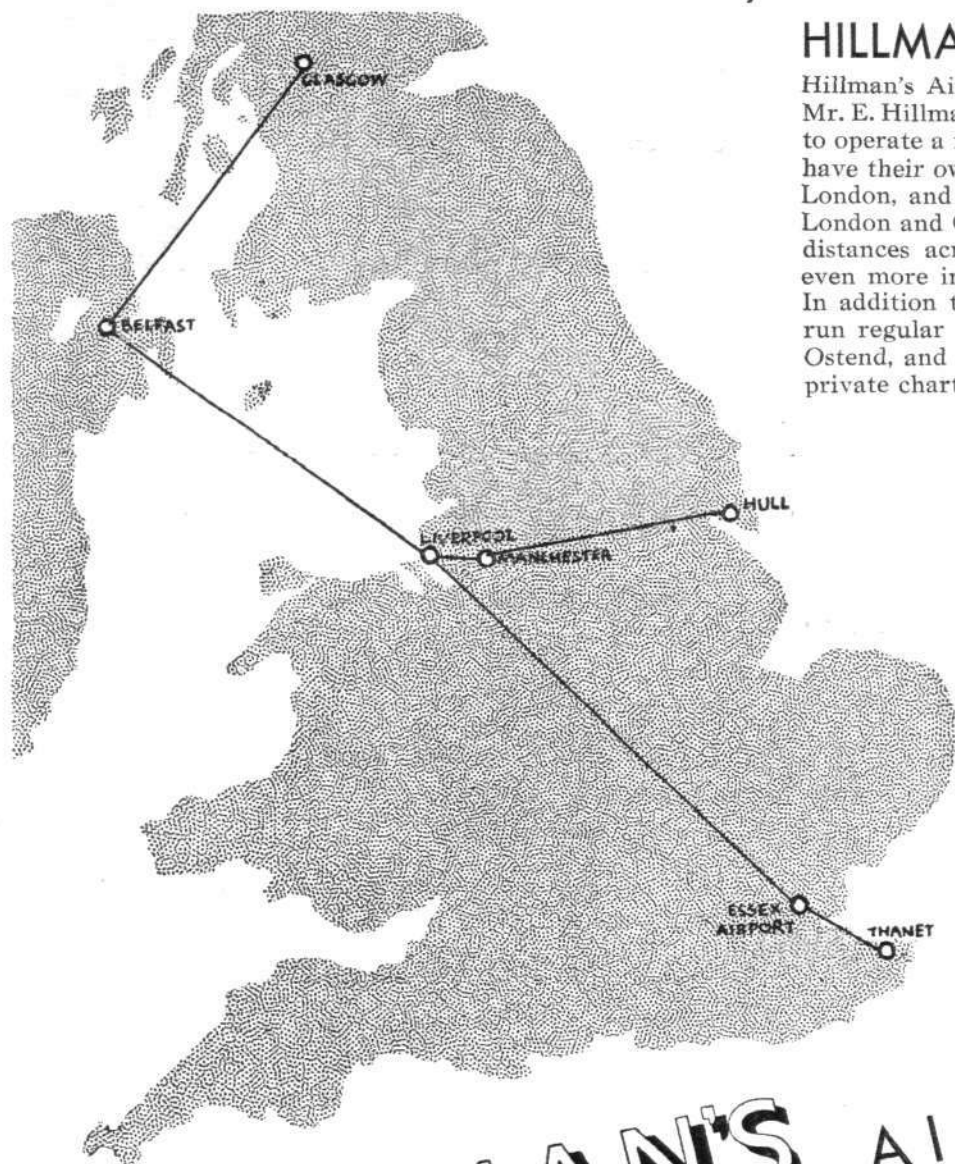 HILLMA
Hillman's Ai
Mr. E. Hillma
to operate a
have their ov
London, and
London and
distances acr
even more in
In addition t
run regular
Ostend, and
private chart
GLASGOW
BELFAST
HULL
LIVERPOOL
MANCHESTER
ESSEX
AIRPORT
THANET
AN'S AI